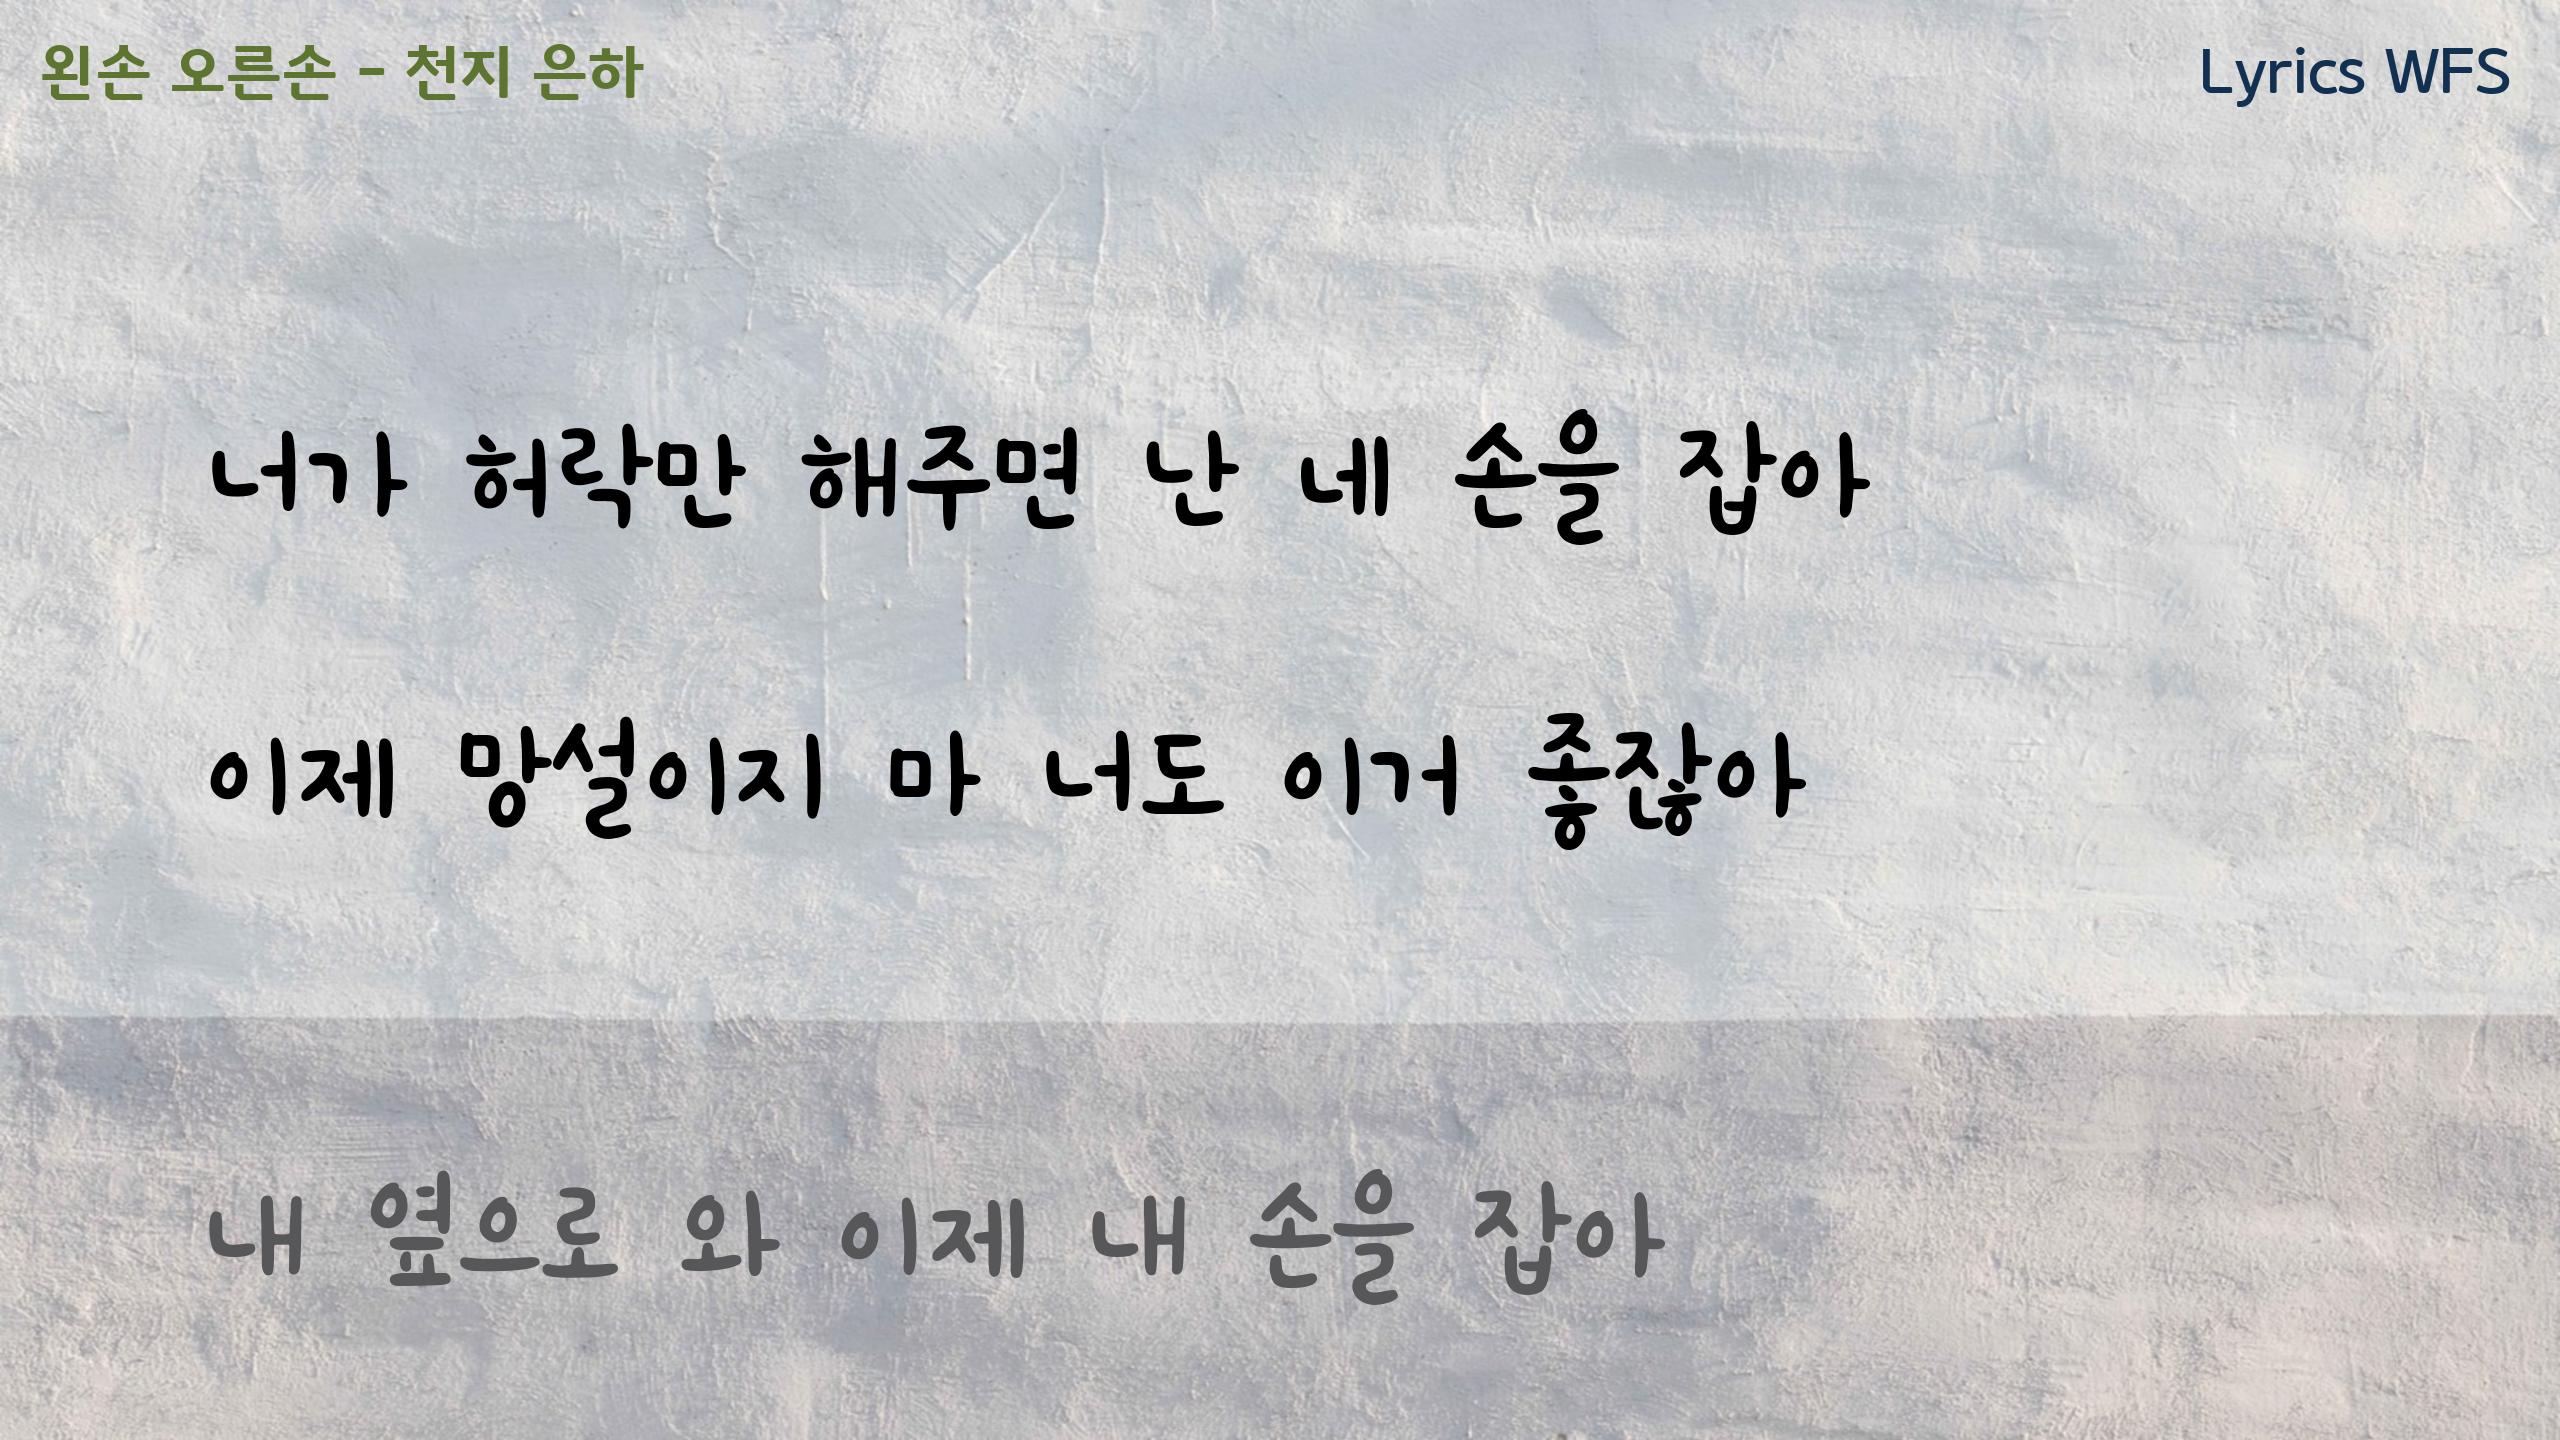 왼손 오른손 - 천지 은하
Lyrics WFS
너가 허락만 해주면 난 네 손을 잡아
이제 망설이지 마 너도 이거 좋잖아
내 옆으로 와 이제 내 손을 잡아